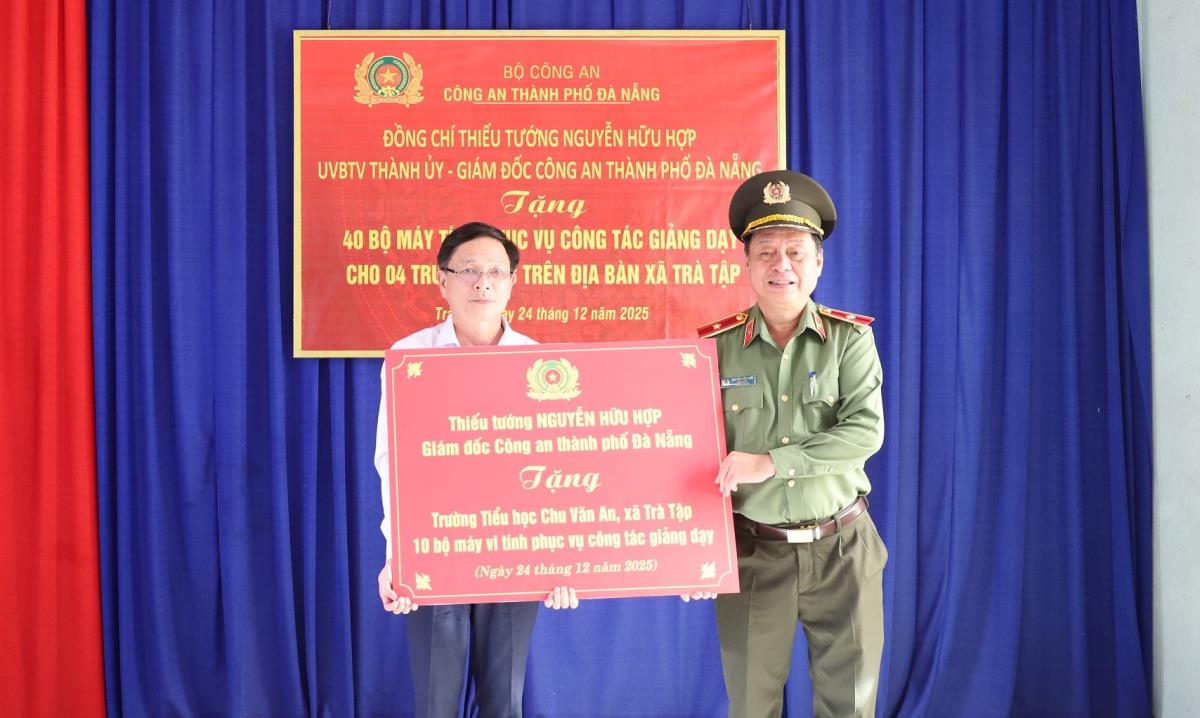 BỘ CÔNG AN
CÔNG AN THÀNH PHỐ ĐÀ NẴNG
ĐỒNG CHÍ THIẾU TƯỚNG NGUYỄN HỮU HỢP
UVBTV THÀNH ỦY - GIÁM ĐỐC CÔNG AN THÀNH PHỐ ĐÀ NẴNG
Tặng
40 BỘ MÁY VỤ CÔNG TÁC GIẢNG DẠY
CHO 04 TRÊN ĐỊA BÀN XÃ TRÀ TẬP
24 tháng 12 năm 2025
Thiếu tướng NGUYỄN HỮU HỢP
Giám đốc Công an thành phố Đà Nẵng
Tặng
Trường Tiểu học Chu Văn An, xã Trà Tập
10 bộ máy vi tính phục vụ công tác giảng dạy
(Ngày 24 tháng 12 năm 2025)